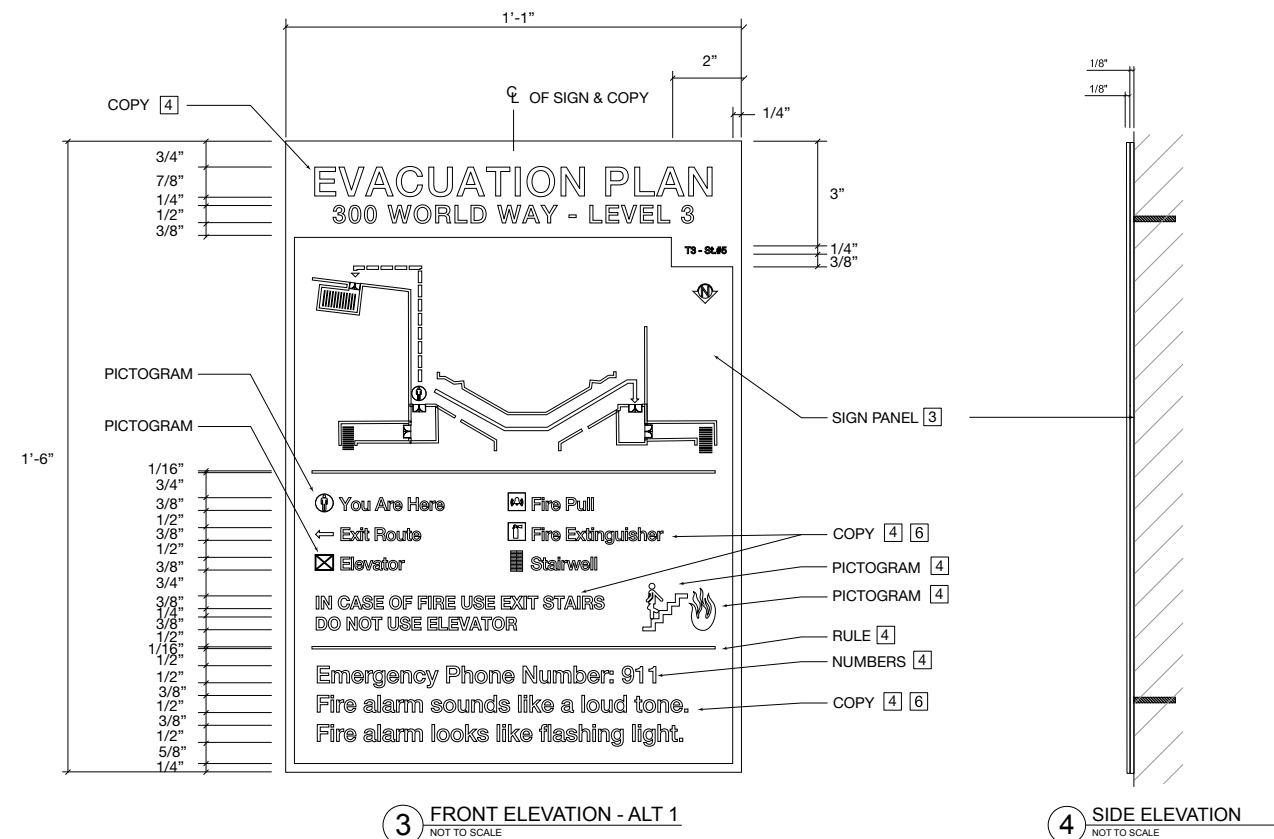 1'-1"
2"
1/8"
1/8"
COPY 4
℄ OF SIGN & COPY
1/4"
3/4"
7/8"
1/4"
1/2"
3/8"
EVACUATION PLAN
300 WORLD WAY - LEVEL 3
3"
T3 - St.#5
1/4"
3/8"
N
PICTOGRAM
PICTOGRAM
SIGN PANEL 3
1'-6"
1/16"
3/4"
3/8"
1/2"
3/8"
1/2"
3/8"
3/4"
3/8"
1/4"
3/8"
1/2"
1/16"
1/2"
1/2"
3/8"
1/2"
3/8"
1/2"
5/8"
1/4"
You Are Here
Fire Pull
Exit Route
Fire Extinguisher
Elevator
Stairwell
IN CASE OF FIRE USE EXIT STAIRS
DO NOT USE ELEVATOR
Emergency Phone Number: 911
Fire alarm sounds like a loud tone.
Fire alarm looks like flashing light.
COPY 4 6
PICTOGRAM 4
PICTOGRAM 4
RULE 4
NUMBERS 4
COPY 4 6
3 FRONT ELEVATION - ALT 1
NOT TO SCALE
4 SIDE ELEVATION
NOT TO SCALE